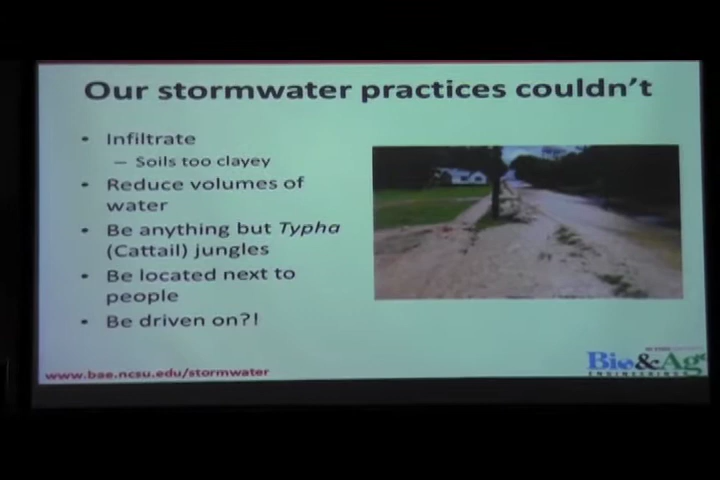 Our stormwater practices couldn't
• Infiltrate
– Soils too clayey
• Reduce volumes of
water
• Be anything but Typha
(Cattail) jungles
• Be located next to
people
• Be driven on?!
www.bae.ncsu.edu/stormwater
Bio&Ag
ENGINEERING